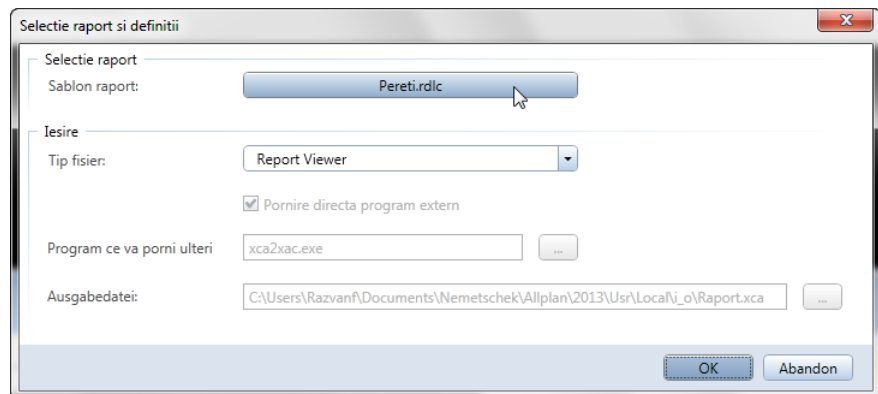 Selectie raport si definitii
Selectie raport
Sablon raport: Pereti.rdlc
Iesire
Tip fisier: Report Viewer
Pornire directa program extern
Program ce va porni ulteri xca2xac.exe ...
Ausgabedatei: C:\Users\Razvanf\Documents\Nemetschek\Allplan\2013\Usr\Local\i_o\Raport.xca ...
OK Abandon